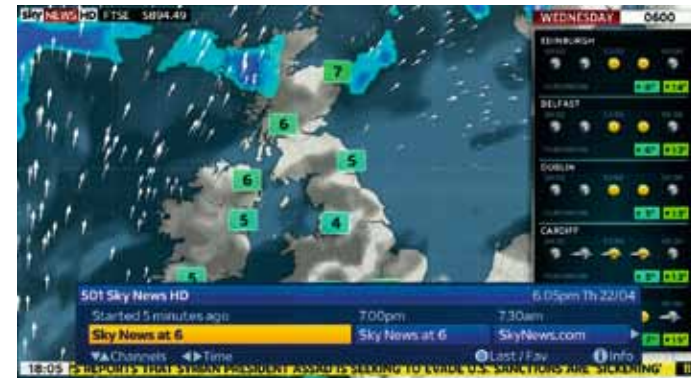 sky NEWS HD FTSE 5894.49
WEDNESDAY 0600
EDINBURGH
7
BELFAST
6
5
DUBLIN
6
5
4
CARDIFF
5
501 Sky News HD 6.05pm Th 22/04
Started 5 minutes ago 7.00pm 7.30am
Sky News at 6 Sky News at 6 SkyNews.com
Channels Time Last / Fav i Info
18:05 'S REPORTS THAT SYRIAN PRESIDENT ASSAD IS SEEKING TO EVADE U.S. SANCTIONS ARE 'SICKENING'